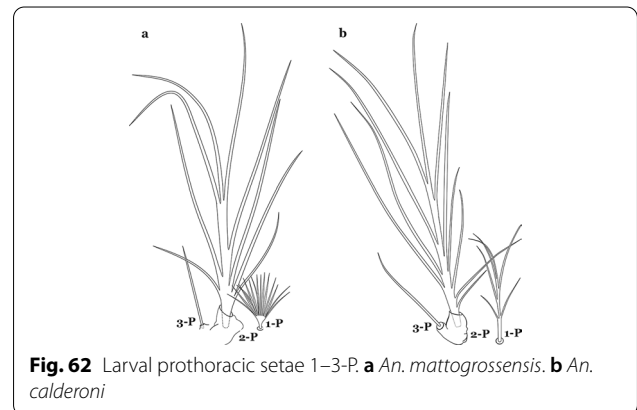 a
b
3-P
2-P
1-P
3-P
2-P
1-P
Fig. 62 Larval prothoracic setae 1–3-P. a An. mattogrossensis. b An.
calderoni